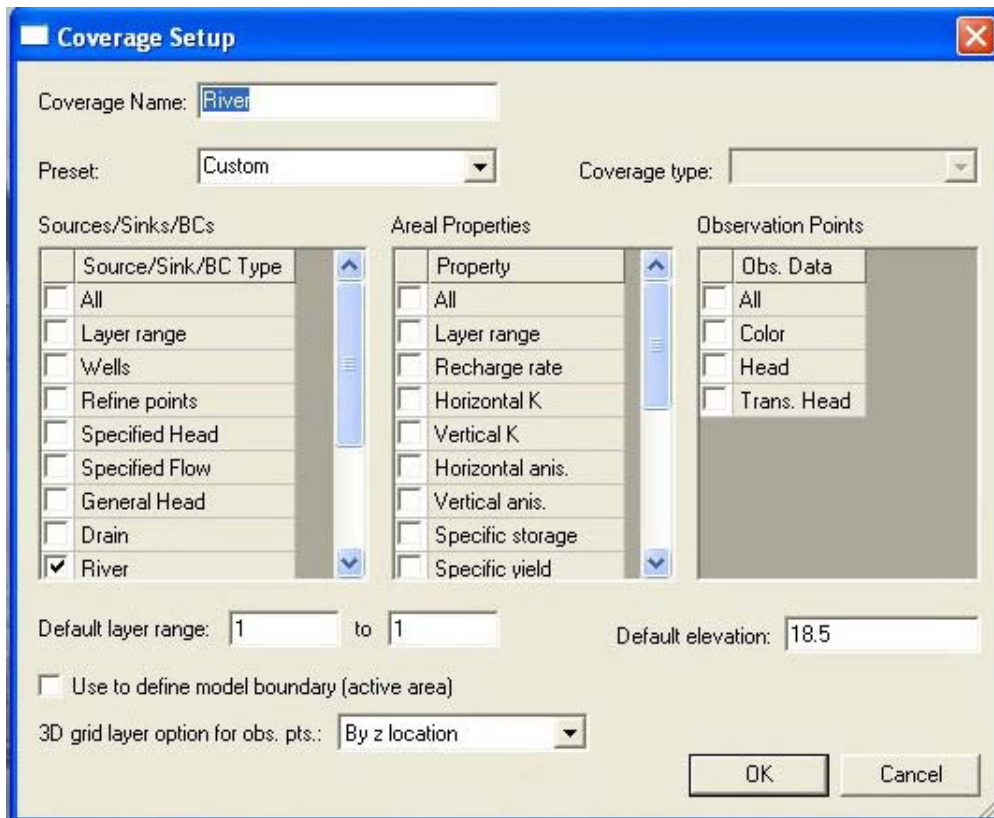 Coverage Setup
Coverage Name: River
Preset: Custom Coverage type:
Sources/Sinks/BCs
Source/Sink/BC Type
All
Layer range
Wells
Refine points
Specified Head
Specified Flow
General Head
Drain
River
Areal Properties
Property
All
Layer range
Recharge rate
Horizontal K
Vertical K
Horizontal anis.
Vertical anis.
Specific storage
Specific yield
Observation Points
Obs. Data
All
Color
Head
Trans. Head
Default layer range: 1 to 1 Default elevation: 18.5
Use to define model boundary (active area)
3D grid layer option for obs. pts.: By z location
OK Cancel